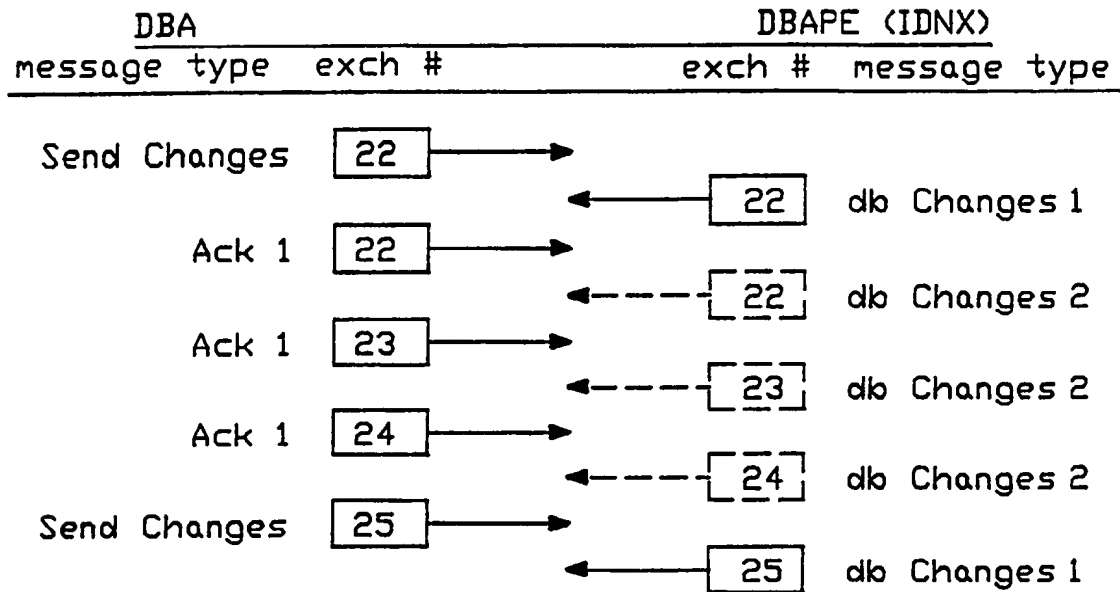 DBA DBAPE (IDNX)
message type exch # exch # message type
Send Changes 22
22 db Changes 1
Ack 1 22
22 db Changes 2
Ack 1 23
23 db Changes 2
Ack 1 24
24 db Changes 2
Send Changes 25
25 db Changes 1